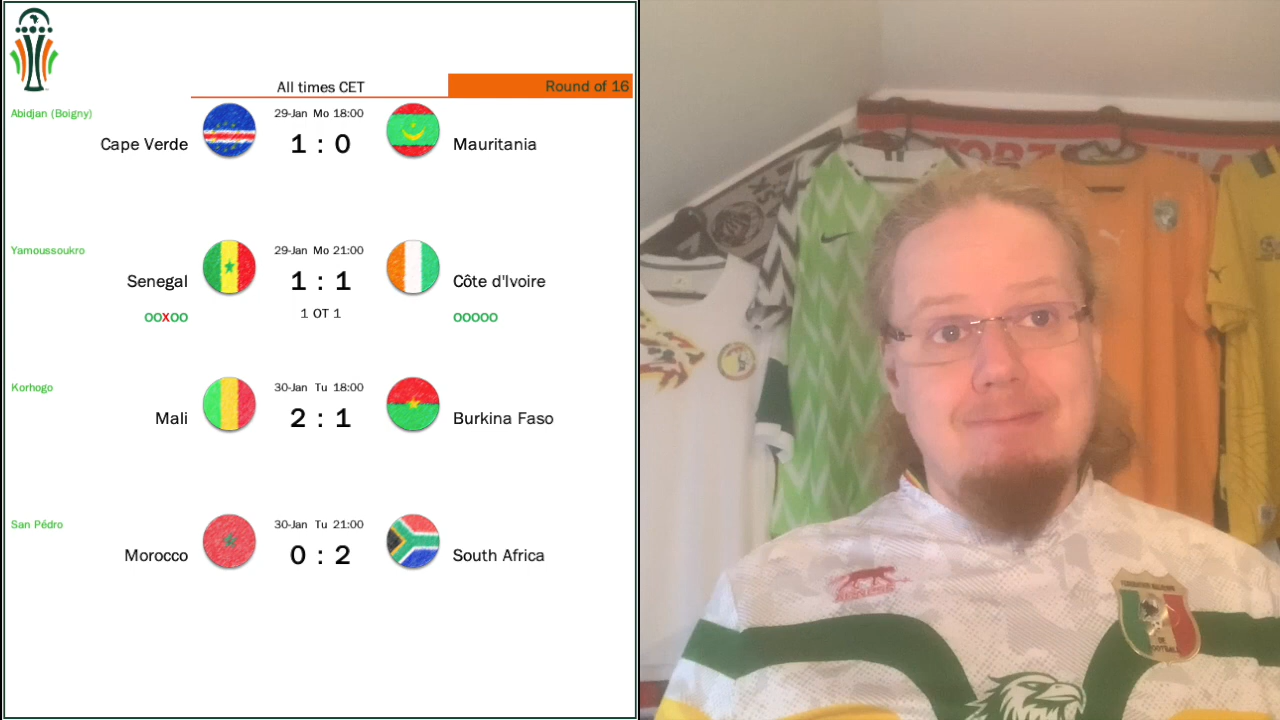 All times CET
Round of 16
Abidjan (Boigny)
29-Jan Mo 18:00
Cape Verde 1 : 0 Mauritania
Yamoussoukro
29-Jan Mo 21:00
Senegal 1 : 1 Côte d'Ivoire
OOXOO 1 OT 1 OOOOO
Korhogo
30-Jan Tu 18:00
Mali 2 : 1 Burkina Faso
San Pédro
30-Jan Tu 21:00
Morocco 0 : 2 South Africa